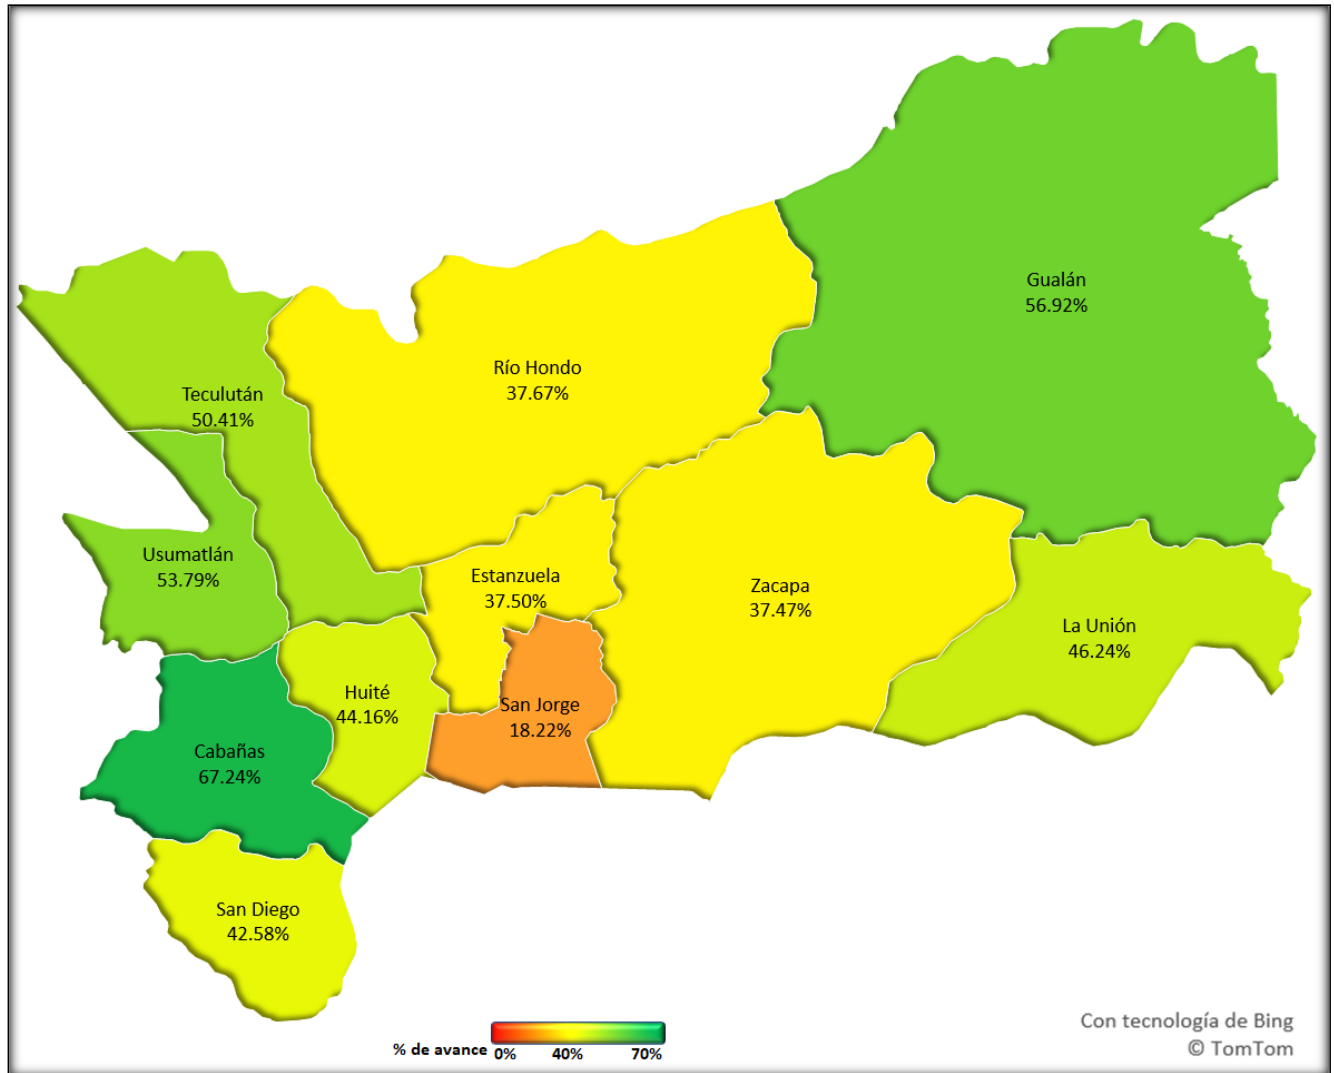 Gualán
56.92%
Río Hondo
37.67%
Teculután
50.41%
Usumatlán
53.79%
Estanzuela
37.50%
Zacapa
37.47%
La Unión
46.24%
Huité
44.16%
San Jorge
18.22%
Cabañas
67.24%
San Diego
42.58%
% de avance 0% 40% 70%
Con tecnología de Bing
© TomTom